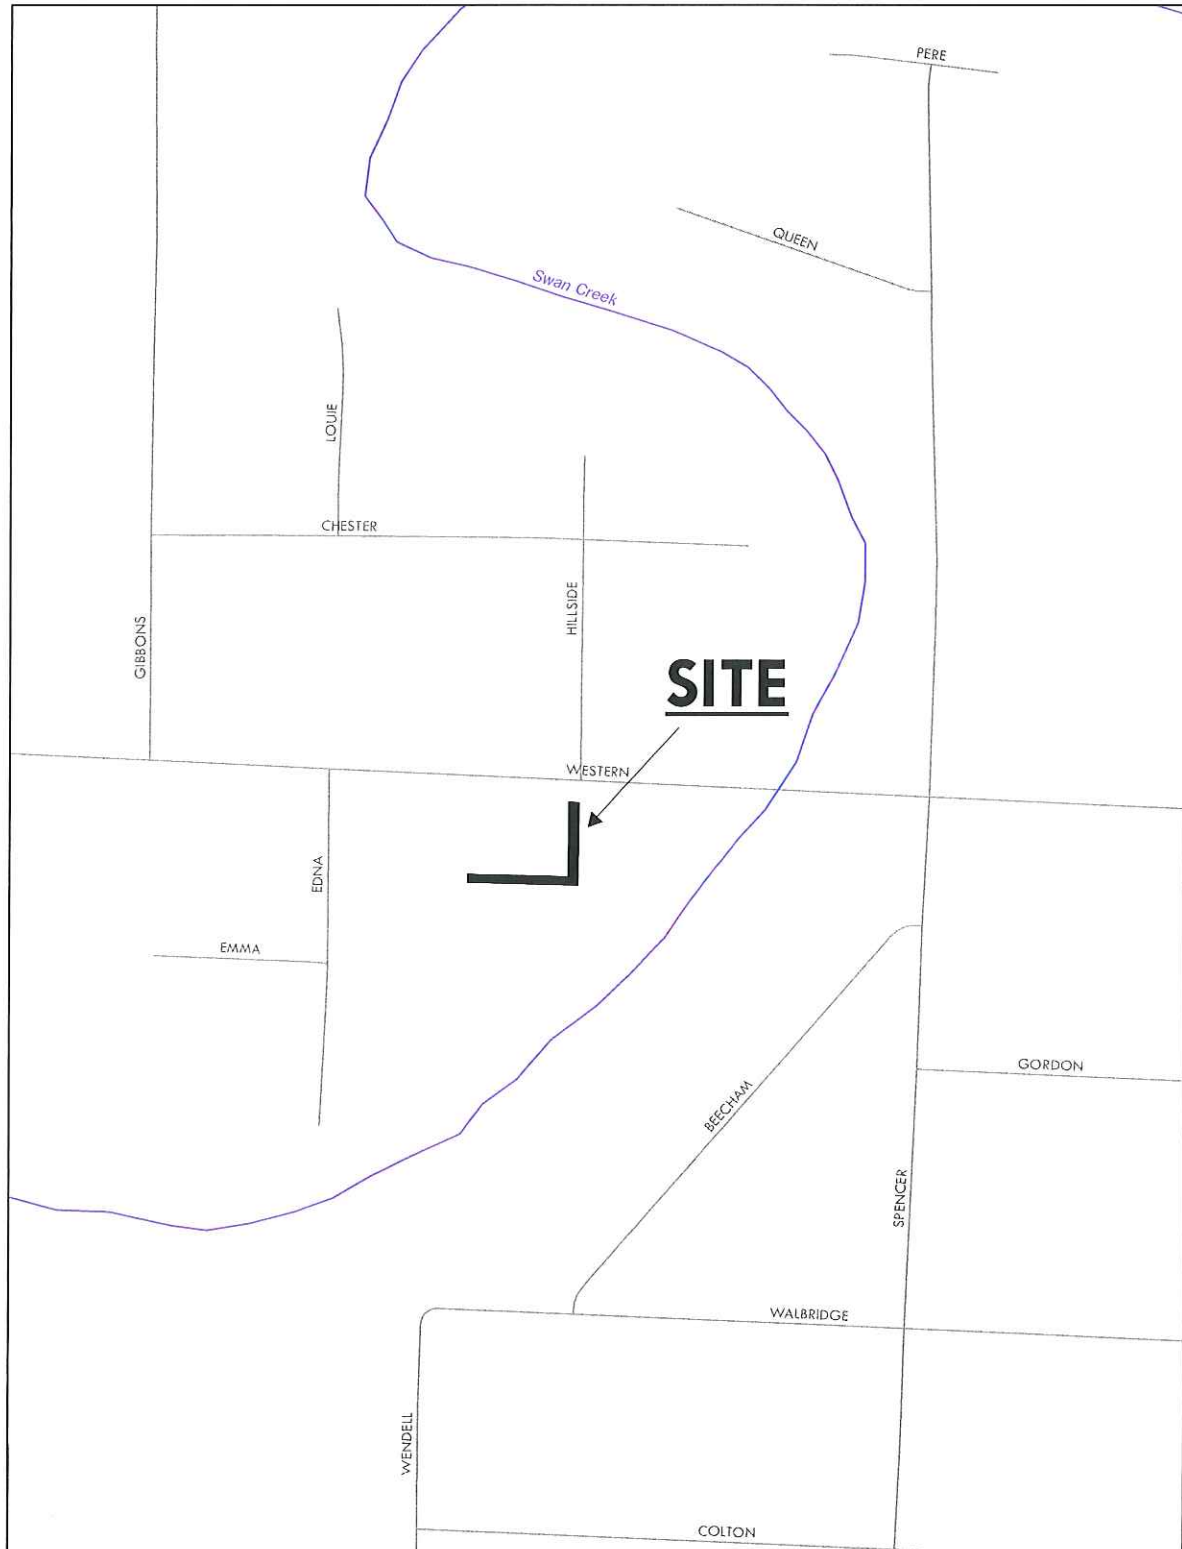 PERE
QUEEN
Swan Creek
LOUIE
CHESTER
HILLSIDE
GIBBONS
SITE
WESTERN
EDNA
EMMA
GORDON
BEECHAM
SPENCER
WALBRIDGE
WENDELL
COLTON